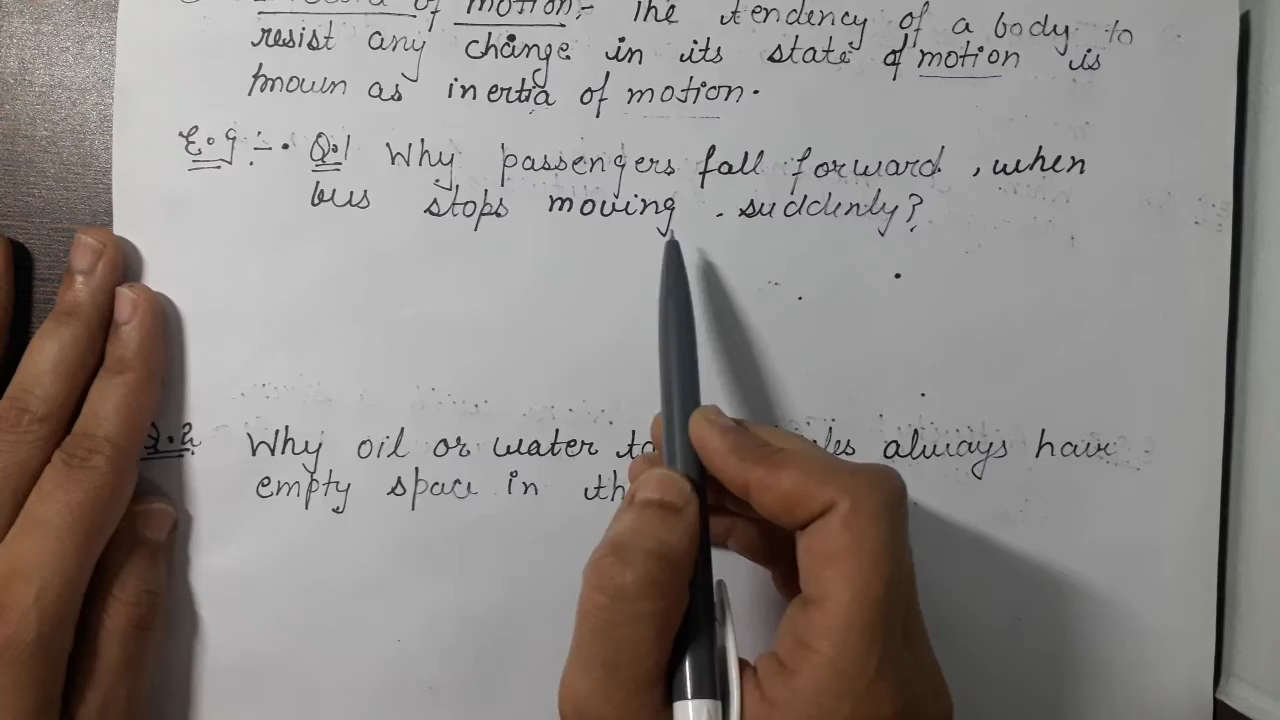 of motion :- The tendency of a body to
resist any change in its state of motion is
known as inertia of motion.
E.g :- . Q.1 Why passengers fall forward, when
bus stops moving . suddenly?
Q.2 Why oil or water always have
empty space in